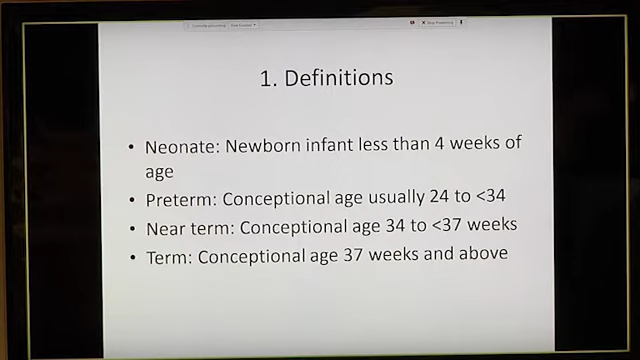 1. Definitions
• Neonate: Newborn infant less than 4 weeks of
age
• Preterm: Conceptional age usually 24 to <34
• Near term: Conceptional age 34 to <37 weeks
• Term: Conceptional age 37 weeks and above